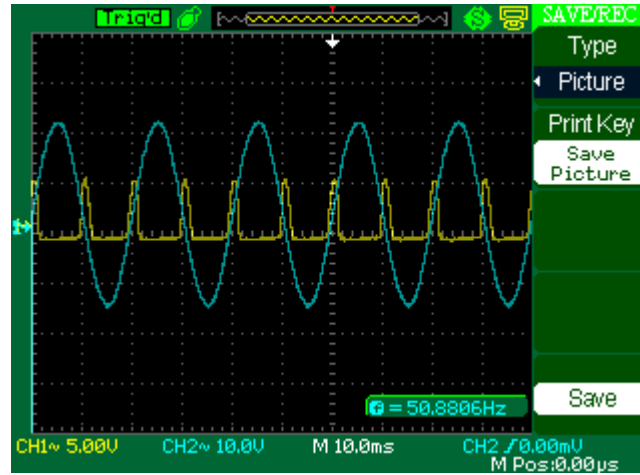 Trig'd
SAVE/REC
Type
Picture
Print Key
Save
Picture
Save
f = 50.8806Hz
CH1~ 5.00V CH2~ 10.0V M 10.0ms CH2 / 0.00mV
M Pos:0.00µs